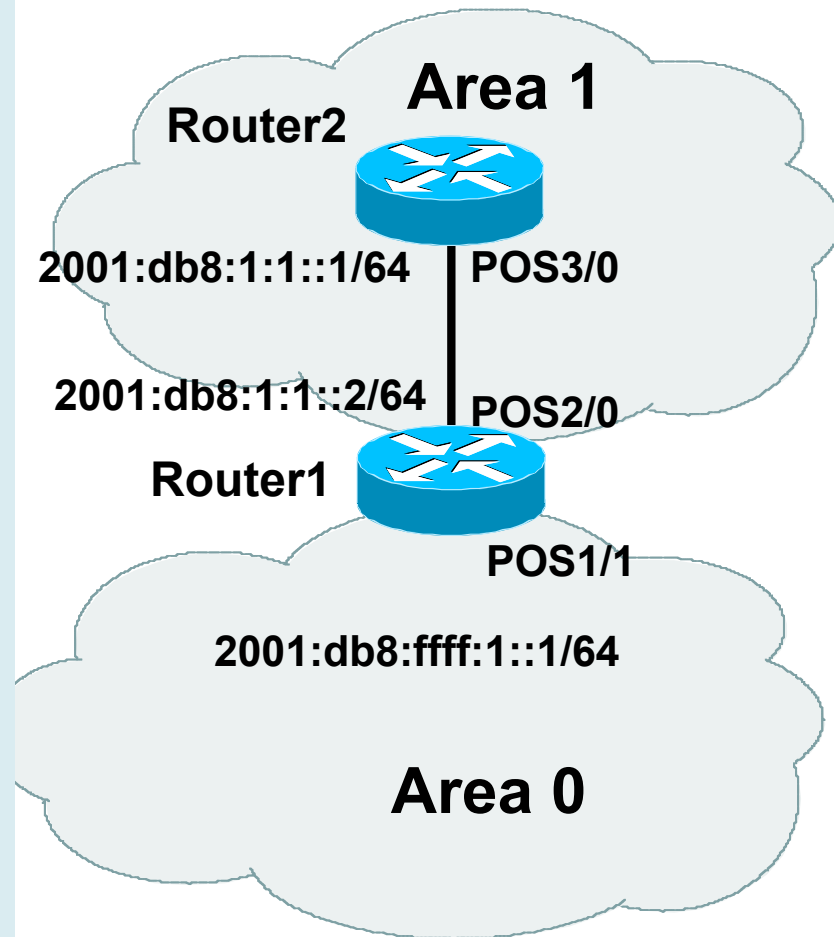 Area 1
Router2
2001:db8:1:1::1/64
POS3/0
2001:db8:1:1::2/64
POS2/0
Router1
POS1/1
2001:db8:ffff:1::1/64
Area 0